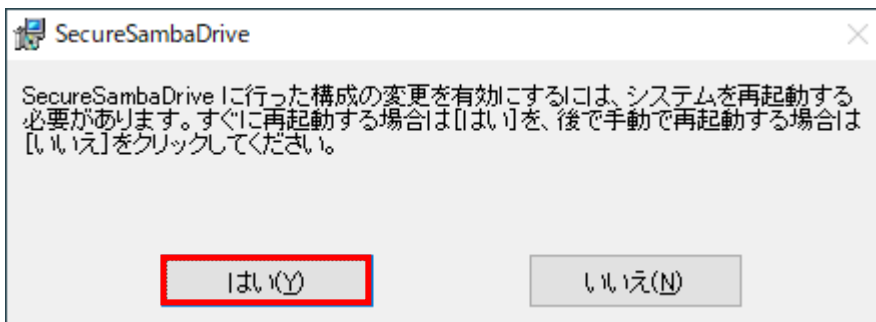 SecureSambaDrive
SecureSambaDrive に行った構成の変更を有効にするには、システムを再起動する
必要があります。すぐに再起動する場合は[はい]を、後で手動で再起動する場合は
[いいえ]をクリックしてください。
はい(Y)
いいえ(N)